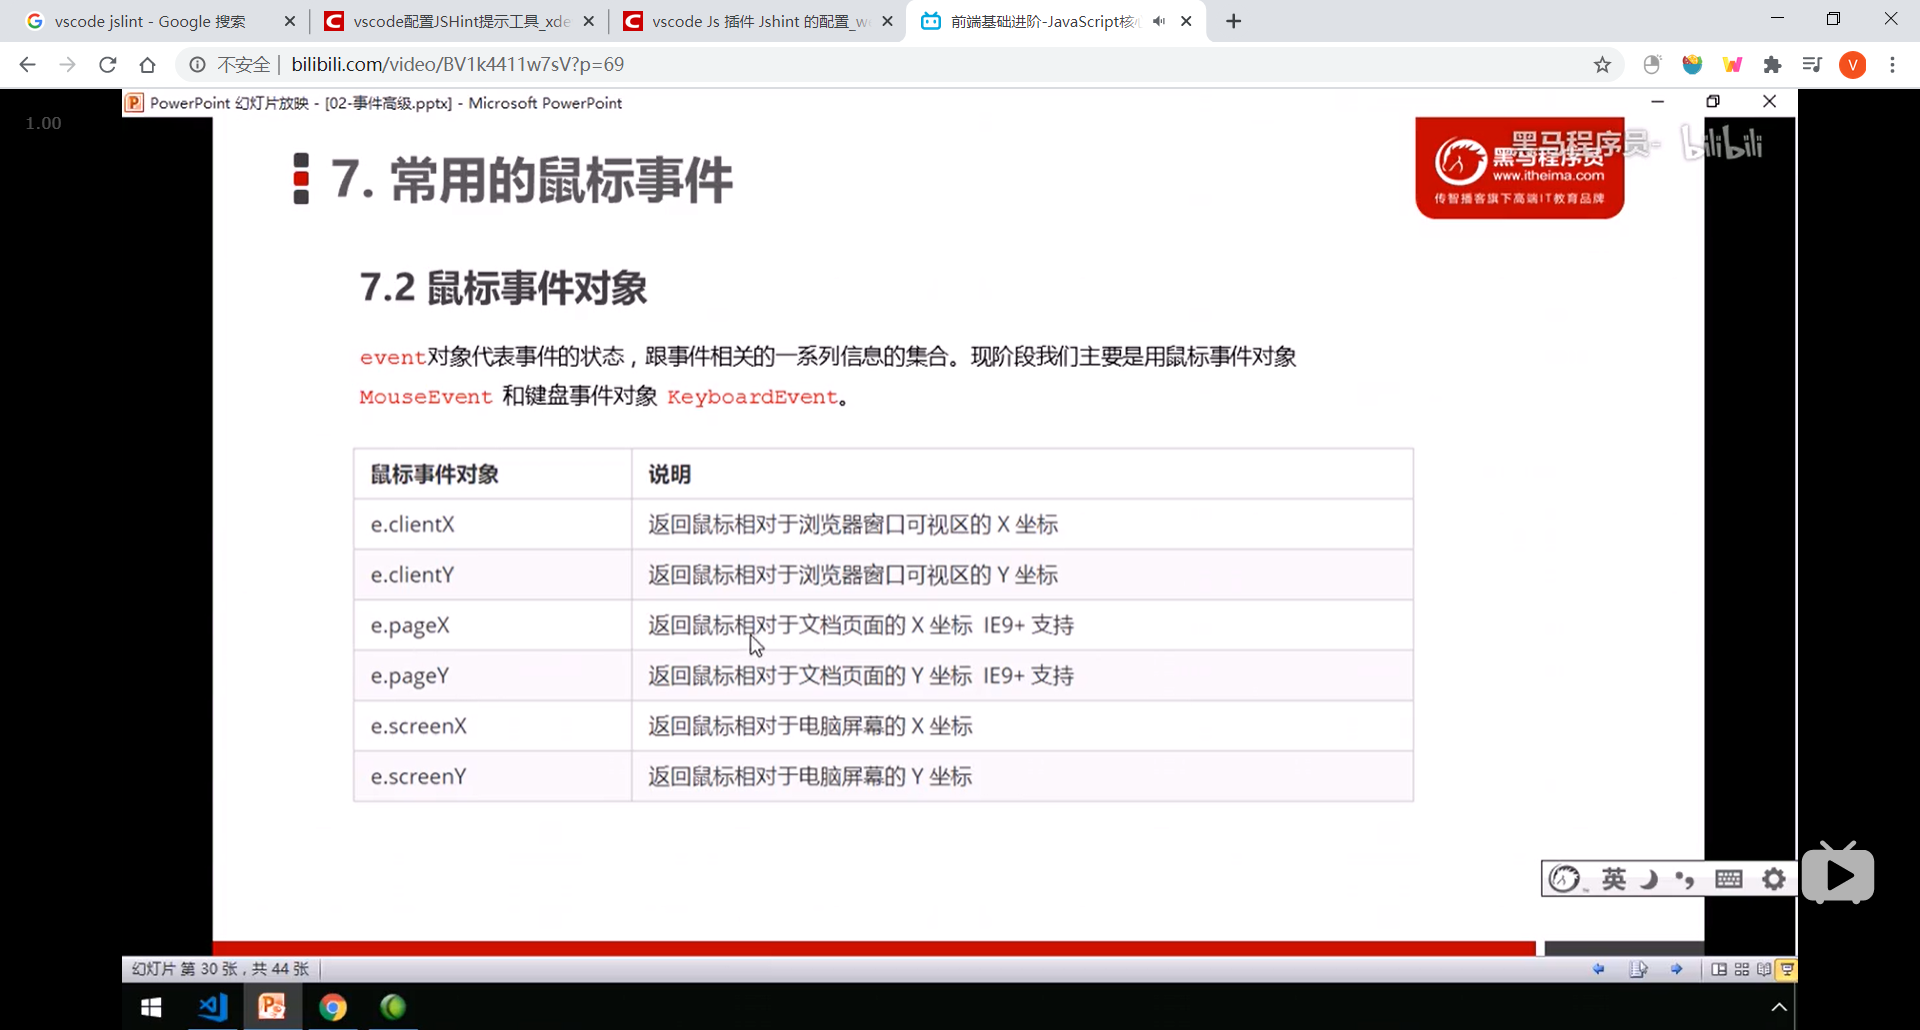 vscode jslint - Google 搜索
vscode配置JSHint提示工具_xde
vscode Js 插件 Jshint 的配置_w
前端基础进阶-JavaScript核
不安全
bilibili.com/video/BV1k4411w7sV?p=69
V
PowerPoint 幻灯片放映 - [02-事件高级.pptx] - Microsoft PowerPoint
1.00
黑马程序员- bilibili
黑马程序员
www.itheima.com
传智播客旗下高端IT教育品牌
7. 常用的鼠标事件
7.2 鼠标事件对象
event对象代表事件的状态，跟事件相关的一系列信息的集合。现阶段我们主要是用鼠标事件对象
MouseEvent 和键盘事件对象 KeyboardEvent。
鼠标事件对象 说明
e.clientX 返回鼠标相对于浏览器窗口可视区的 X 坐标
e.clientY 返回鼠标相对于浏览器窗口可视区的 Y 坐标
e.pageX 返回鼠标相对于文档页面的 X 坐标 IE9+ 支持
e.pageY 返回鼠标相对于文档页面的 Y 坐标 IE9+ 支持
e.screenX 返回鼠标相对于电脑屏幕的 X 坐标
e.screenY 返回鼠标相对于电脑屏幕的 Y 坐标
英
幻灯片 第 30 张，共 44 张